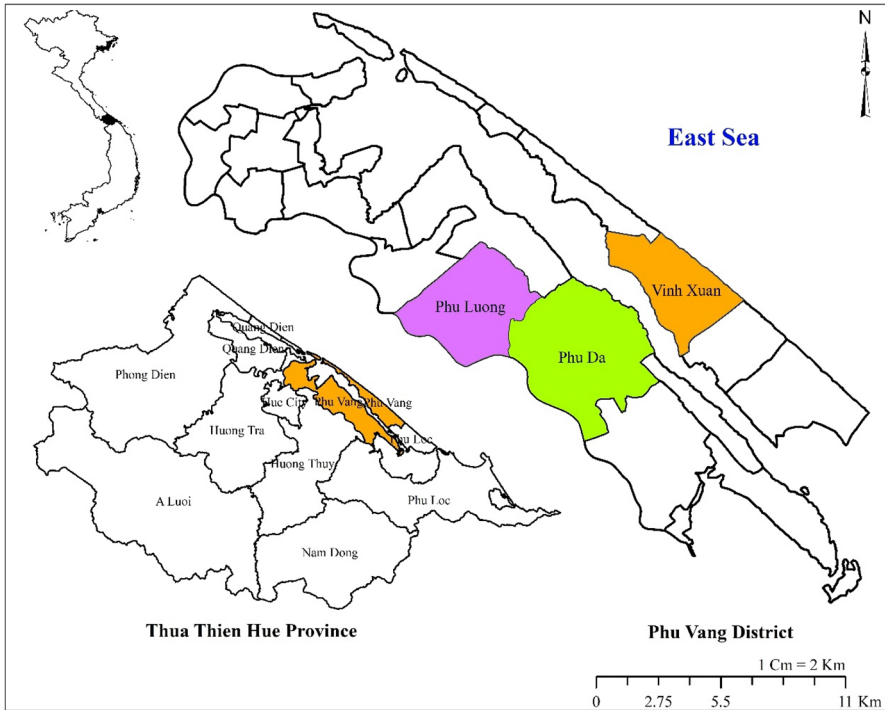 N
East Sea
Vinh Xuan
Phu Luong
Phu Da
Quang Dien
Quang Dien
Phong Dien
Hue City
Phu Vang
Phu Vang
Huong Tra
Phu Loc
Huong Thuy
A Luoi
Phu Loc
Nam Dong
Thua Thien Hue Province
Phu Vang District
1 Cm = 2 Km
0 2.75 5.5 11 Km